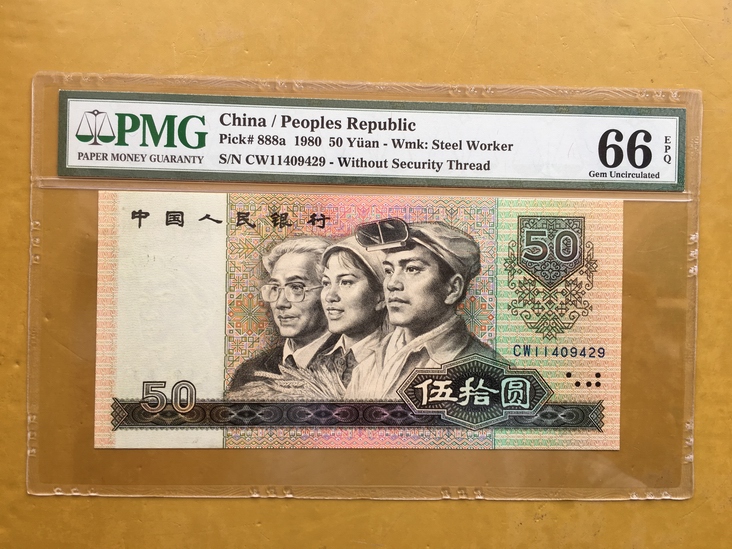 PMG
PAPER MONEY GUARANTY
China / Peoples Republic
Pick# 888a 1980 50 Yüan - Wmk: Steel Worker
S/N CW11409429 - Without Security Thread
66
EPQ
Gem Uncirculated
中国人民银行
50
CW11409429
50
伍拾圆